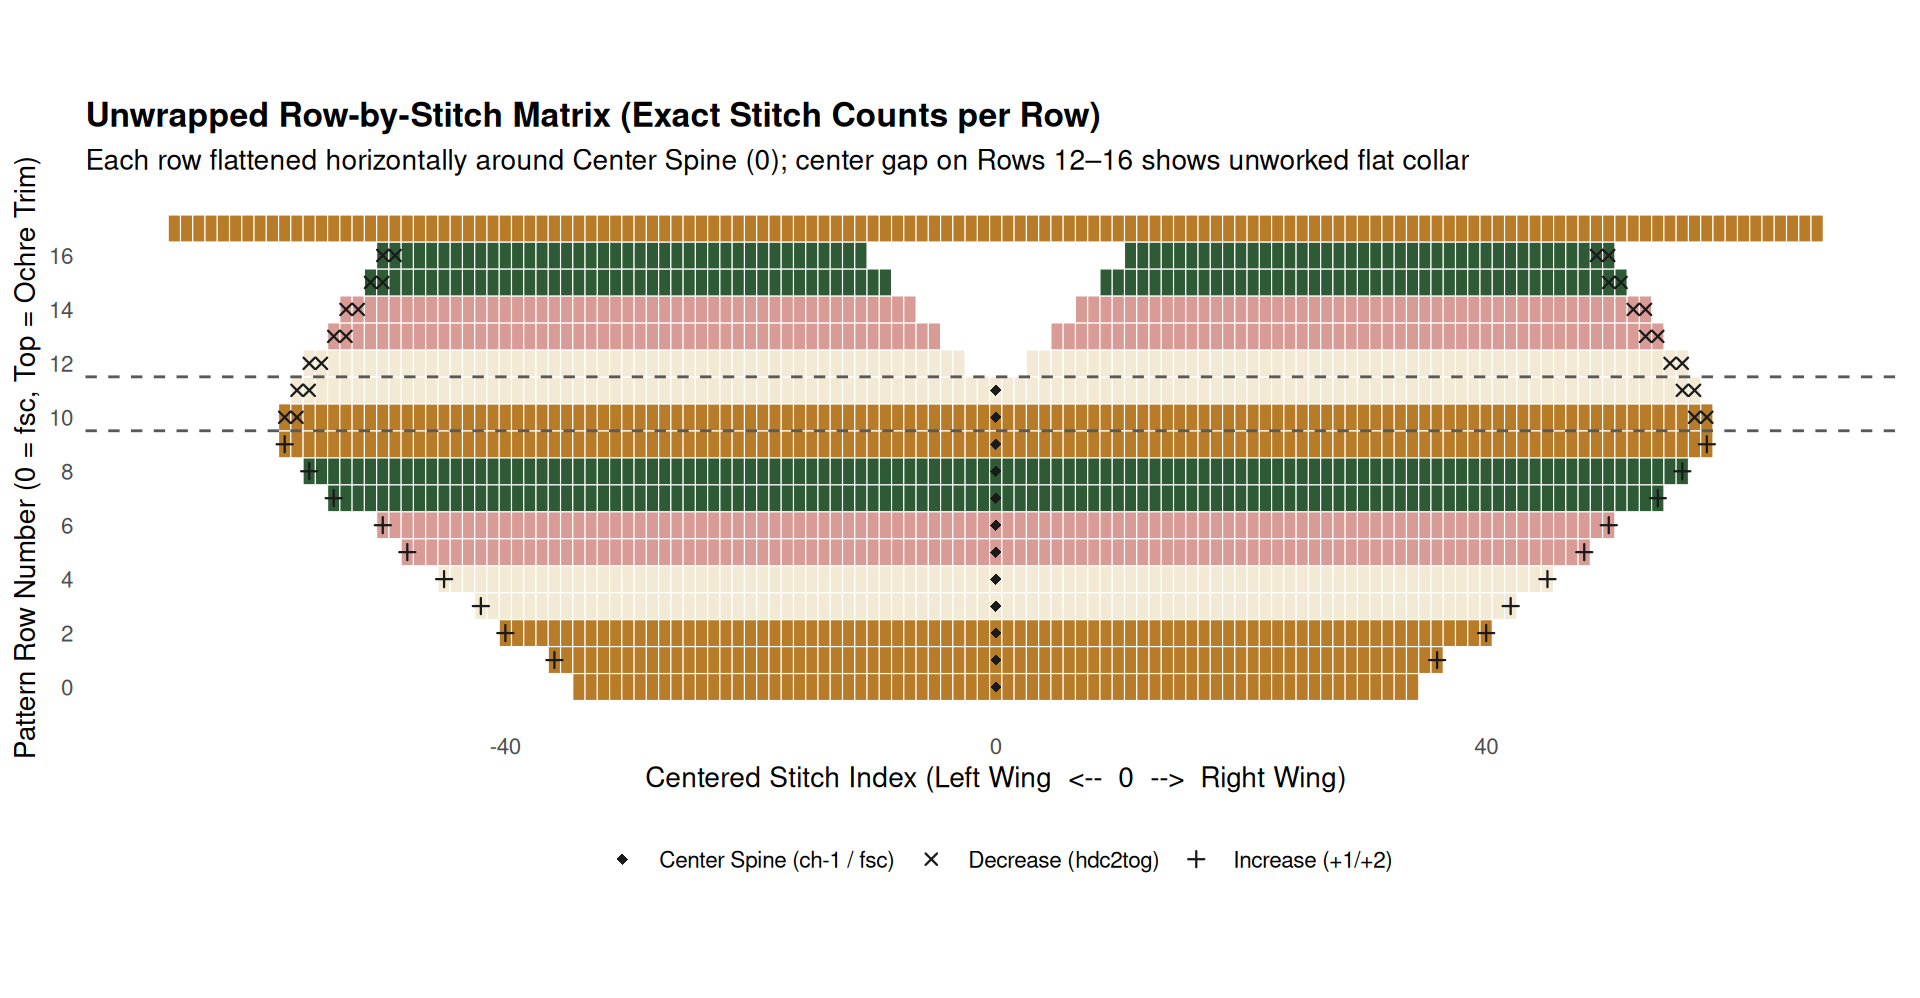 Unwrapped Row-by-Stitch Matrix (Exact Stitch Counts per Row)
Each row flattened horizontally around Center Spine (0); center gap on Rows 12–16 shows unworked flat collar
Pattern Row Number (0 = fsc, Top = Ochre Trim)
16
14
12
10
8
6
4
2
0
-40 0 40
Centered Stitch Index (Left Wing <-- 0 --> Right Wing)
Center Spine (ch-1 / fsc) Decrease (hdc2tog) Increase (+1/+2)